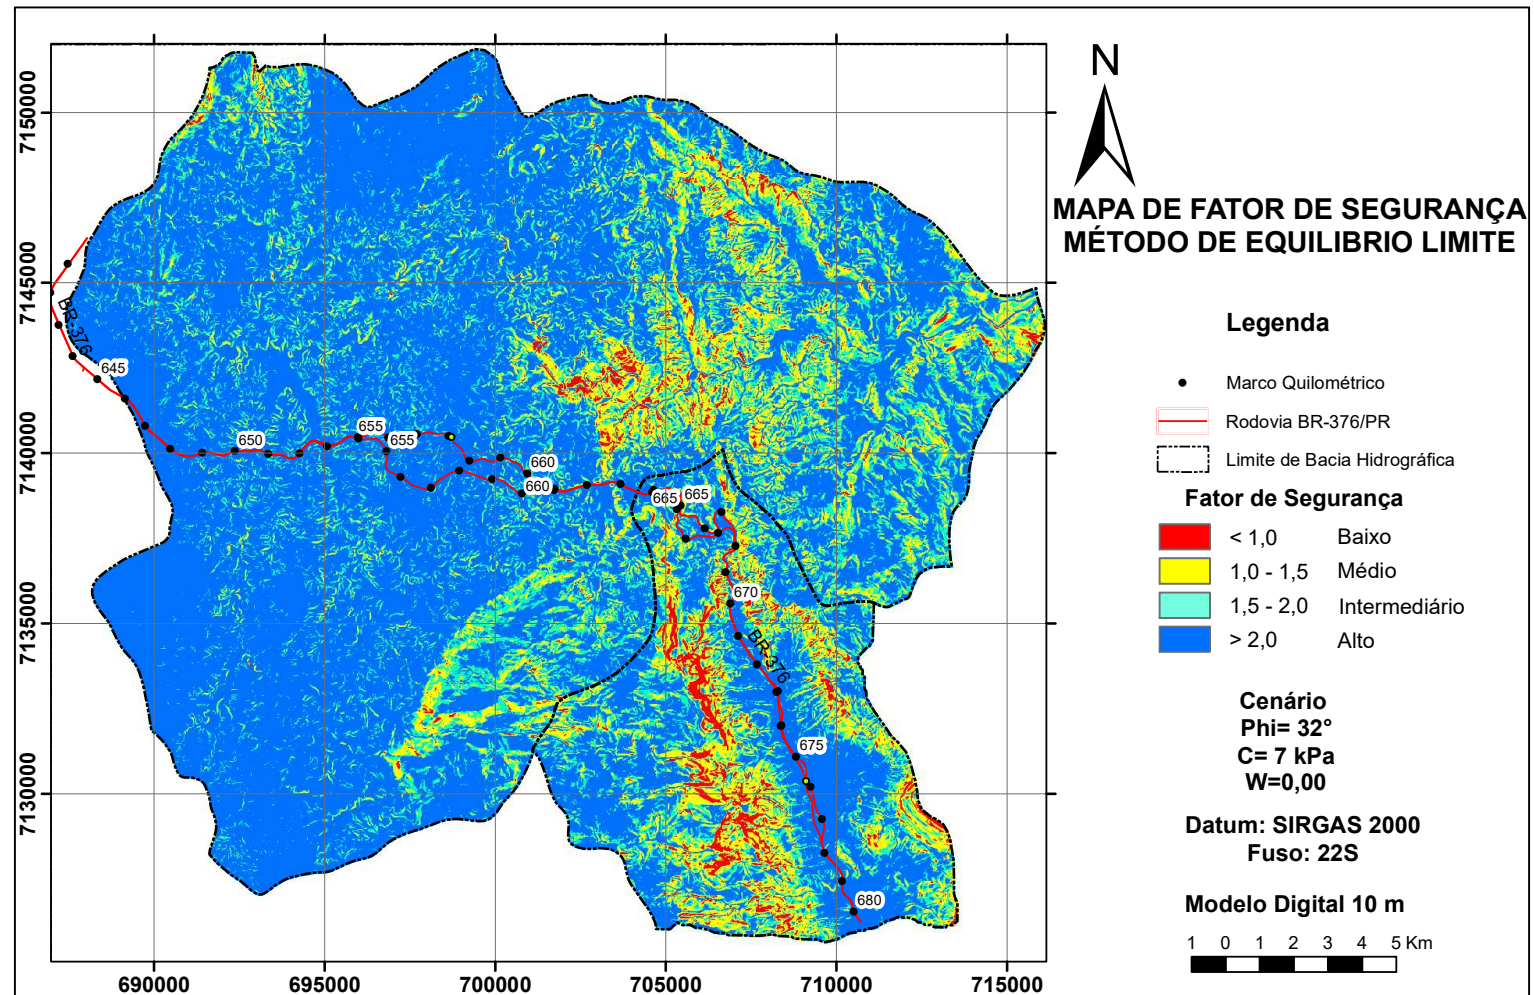 N
MAPA DE FATOR DE SEGURANÇA
MÉTODO DE EQUILIBRIO LIMITE
Legenda
Marco Quilométrico
Rodovia BR-376/PR
Limite de Bacia Hidrográfica
Fator de Segurança
< 1,0 Baixo
1,0 - 1,5 Médio
1,5 - 2,0 Intermediário
> 2,0 Alto
Cenário
Phi= 32°
C= 7 kPa
W=0,00
Datum: SIRGAS 2000
Fuso: 22S
Modelo Digital 10 m
1 0 1 2 3 4 5 Km
7150000
7145000
7140000
7135000
7130000
690000 695000 700000 705000 710000 715000
BR-376
645
650
655
655
660
660
665
665
670
BR-376
675
680